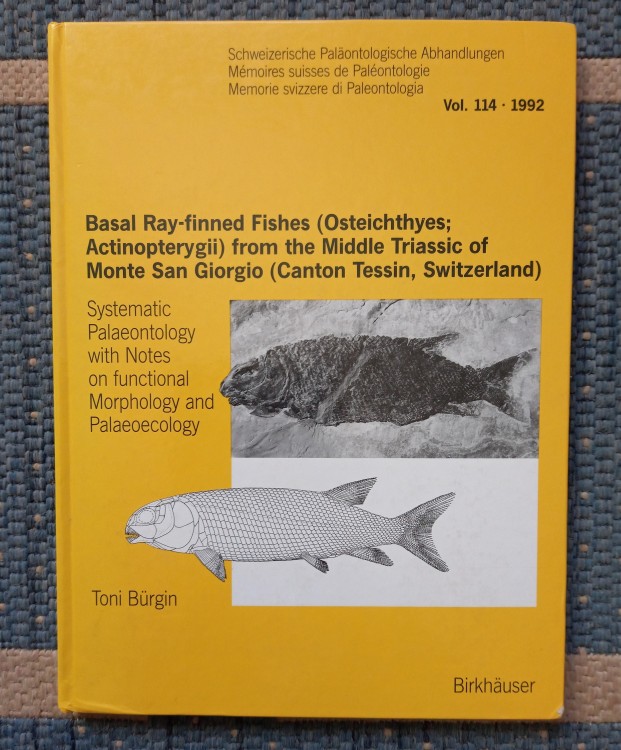 Schweizerische Paläontologische Abhandlungen
Mémoires suisses de Paléontologie
Memorie svizzere di Paleontologia
Vol. 114 · 1992
Basal Ray-finned Fishes (Osteichthyes;
Actinopterygii) from the Middle Triassic of
Monte San Giorgio (Canton Tessin, Switzerland)
Systematic
Palaeontology
with Notes
on functional
Morphology and
Palaeoecology
Toni Bürgin
Birkhäuser